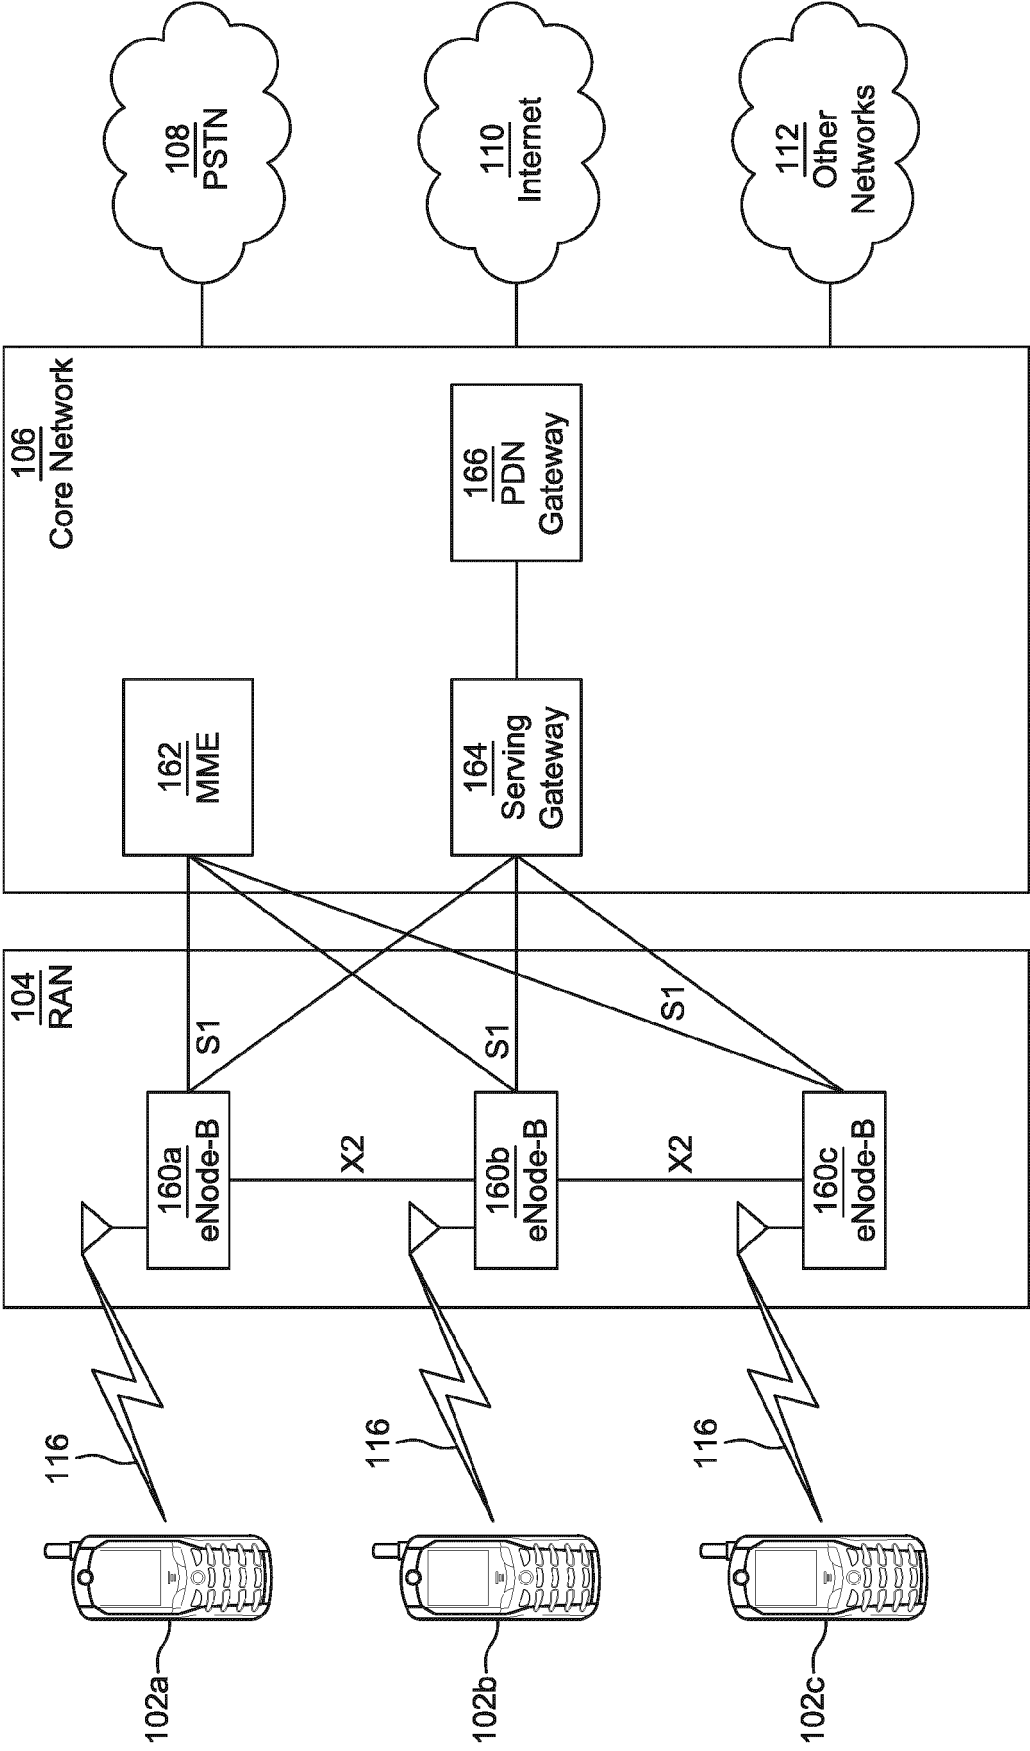 102a
102b
102c
116
116
116
104
RAN
160a
eNode-B
160b
eNode-B
160c
eNode-B
X2
X2
S1
S1
S1
106
Core Network
162
MME
164
Serving
Gateway
166
PDN
Gateway
108
PSTN
110
Internet
112
Other
Networks